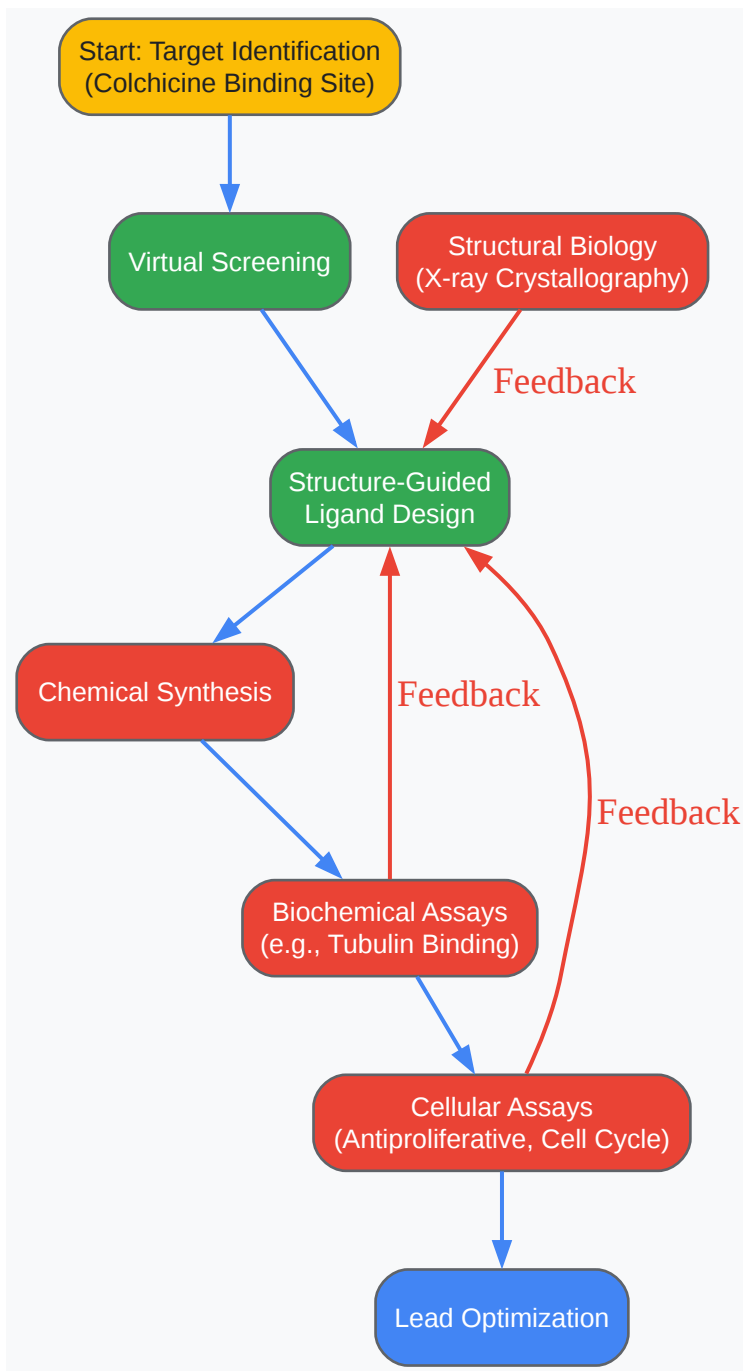 Start: Target Identification
(Colchicine Binding Site)
Virtual Screening
Structural Biology
(X-ray Crystallography)
Feedback
Structure-Guided
Ligand Design
Chemical Synthesis
Feedback
Feedback
Biochemical Assays
(e.g., Tubulin Binding)
Cellular Assays
(Antiproliferative, Cell Cycle)
Lead Optimization